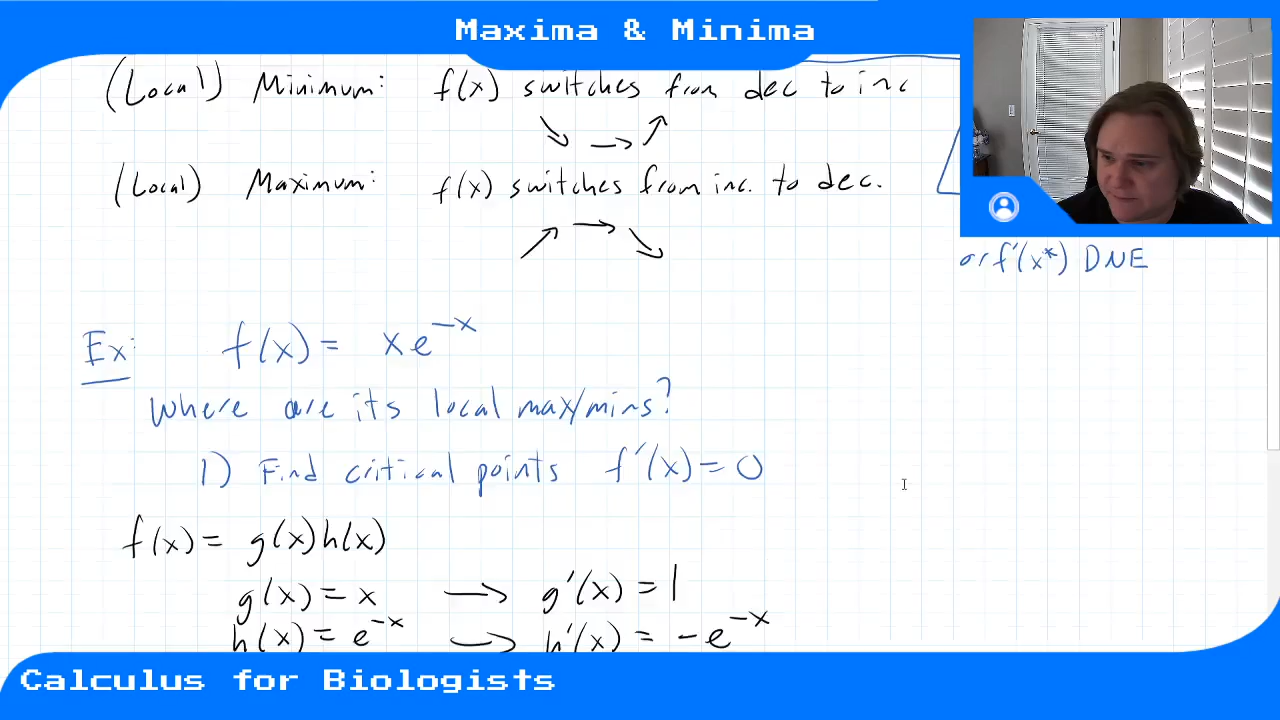 Maxima & Minima
(Local) Minimum: f(x) switches from dec to inc
(Local) Maximum: f(x) switches from inc. to dec.
or f'(x*) DNE
Ex: f(x) = xe^{-x}
Where are its local max/mins?
1) Find critical points f'(x) = 0
f(x) = g(x)h(x)
g(x) = x → g'(x) = 1
h(x) = e^{-x} → h'(x) = -e^{-x}
Calculus for Biologists